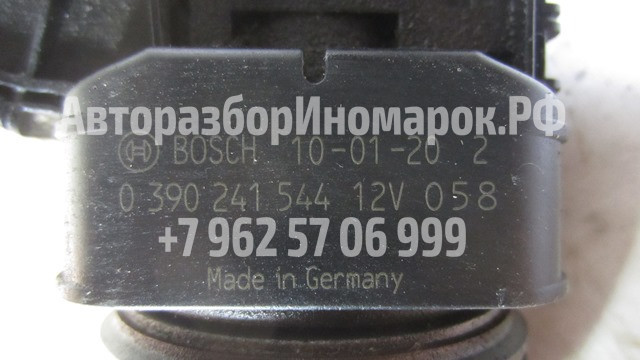 АвторазборИномарок.РФ
BOSCH 10-01-20 2
0 390 241 544 12V 058
+7 962 57 06 999
Made in Germany